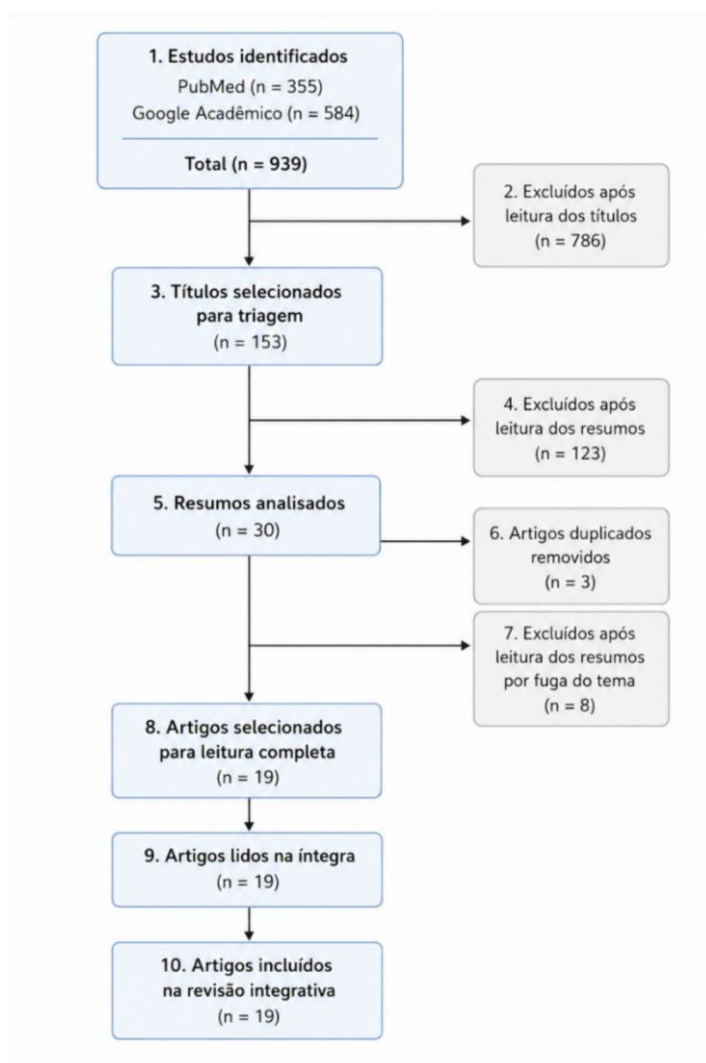 1. Estudos identificados
PubMed (n = 355)
Google Acadêmico (n = 584)
Total (n = 939)
2. Excluídos após
leitura dos títulos
(n = 786)
3. Títulos selecionados
para triagem
(n = 153)
4. Excluídos após
leitura dos resumos
(n = 123)
5. Resumos analisados
(n = 30)
6. Artigos duplicados
removidos
(n = 3)
7. Excluídos após
leitura dos resumos
por fuga do tema
(n = 8)
8. Artigos selecionados
para leitura completa
(n = 19)
9. Artigos lidos na íntegra
(n = 19)
10. Artigos incluídos
na revisão integrativa
(n = 19)